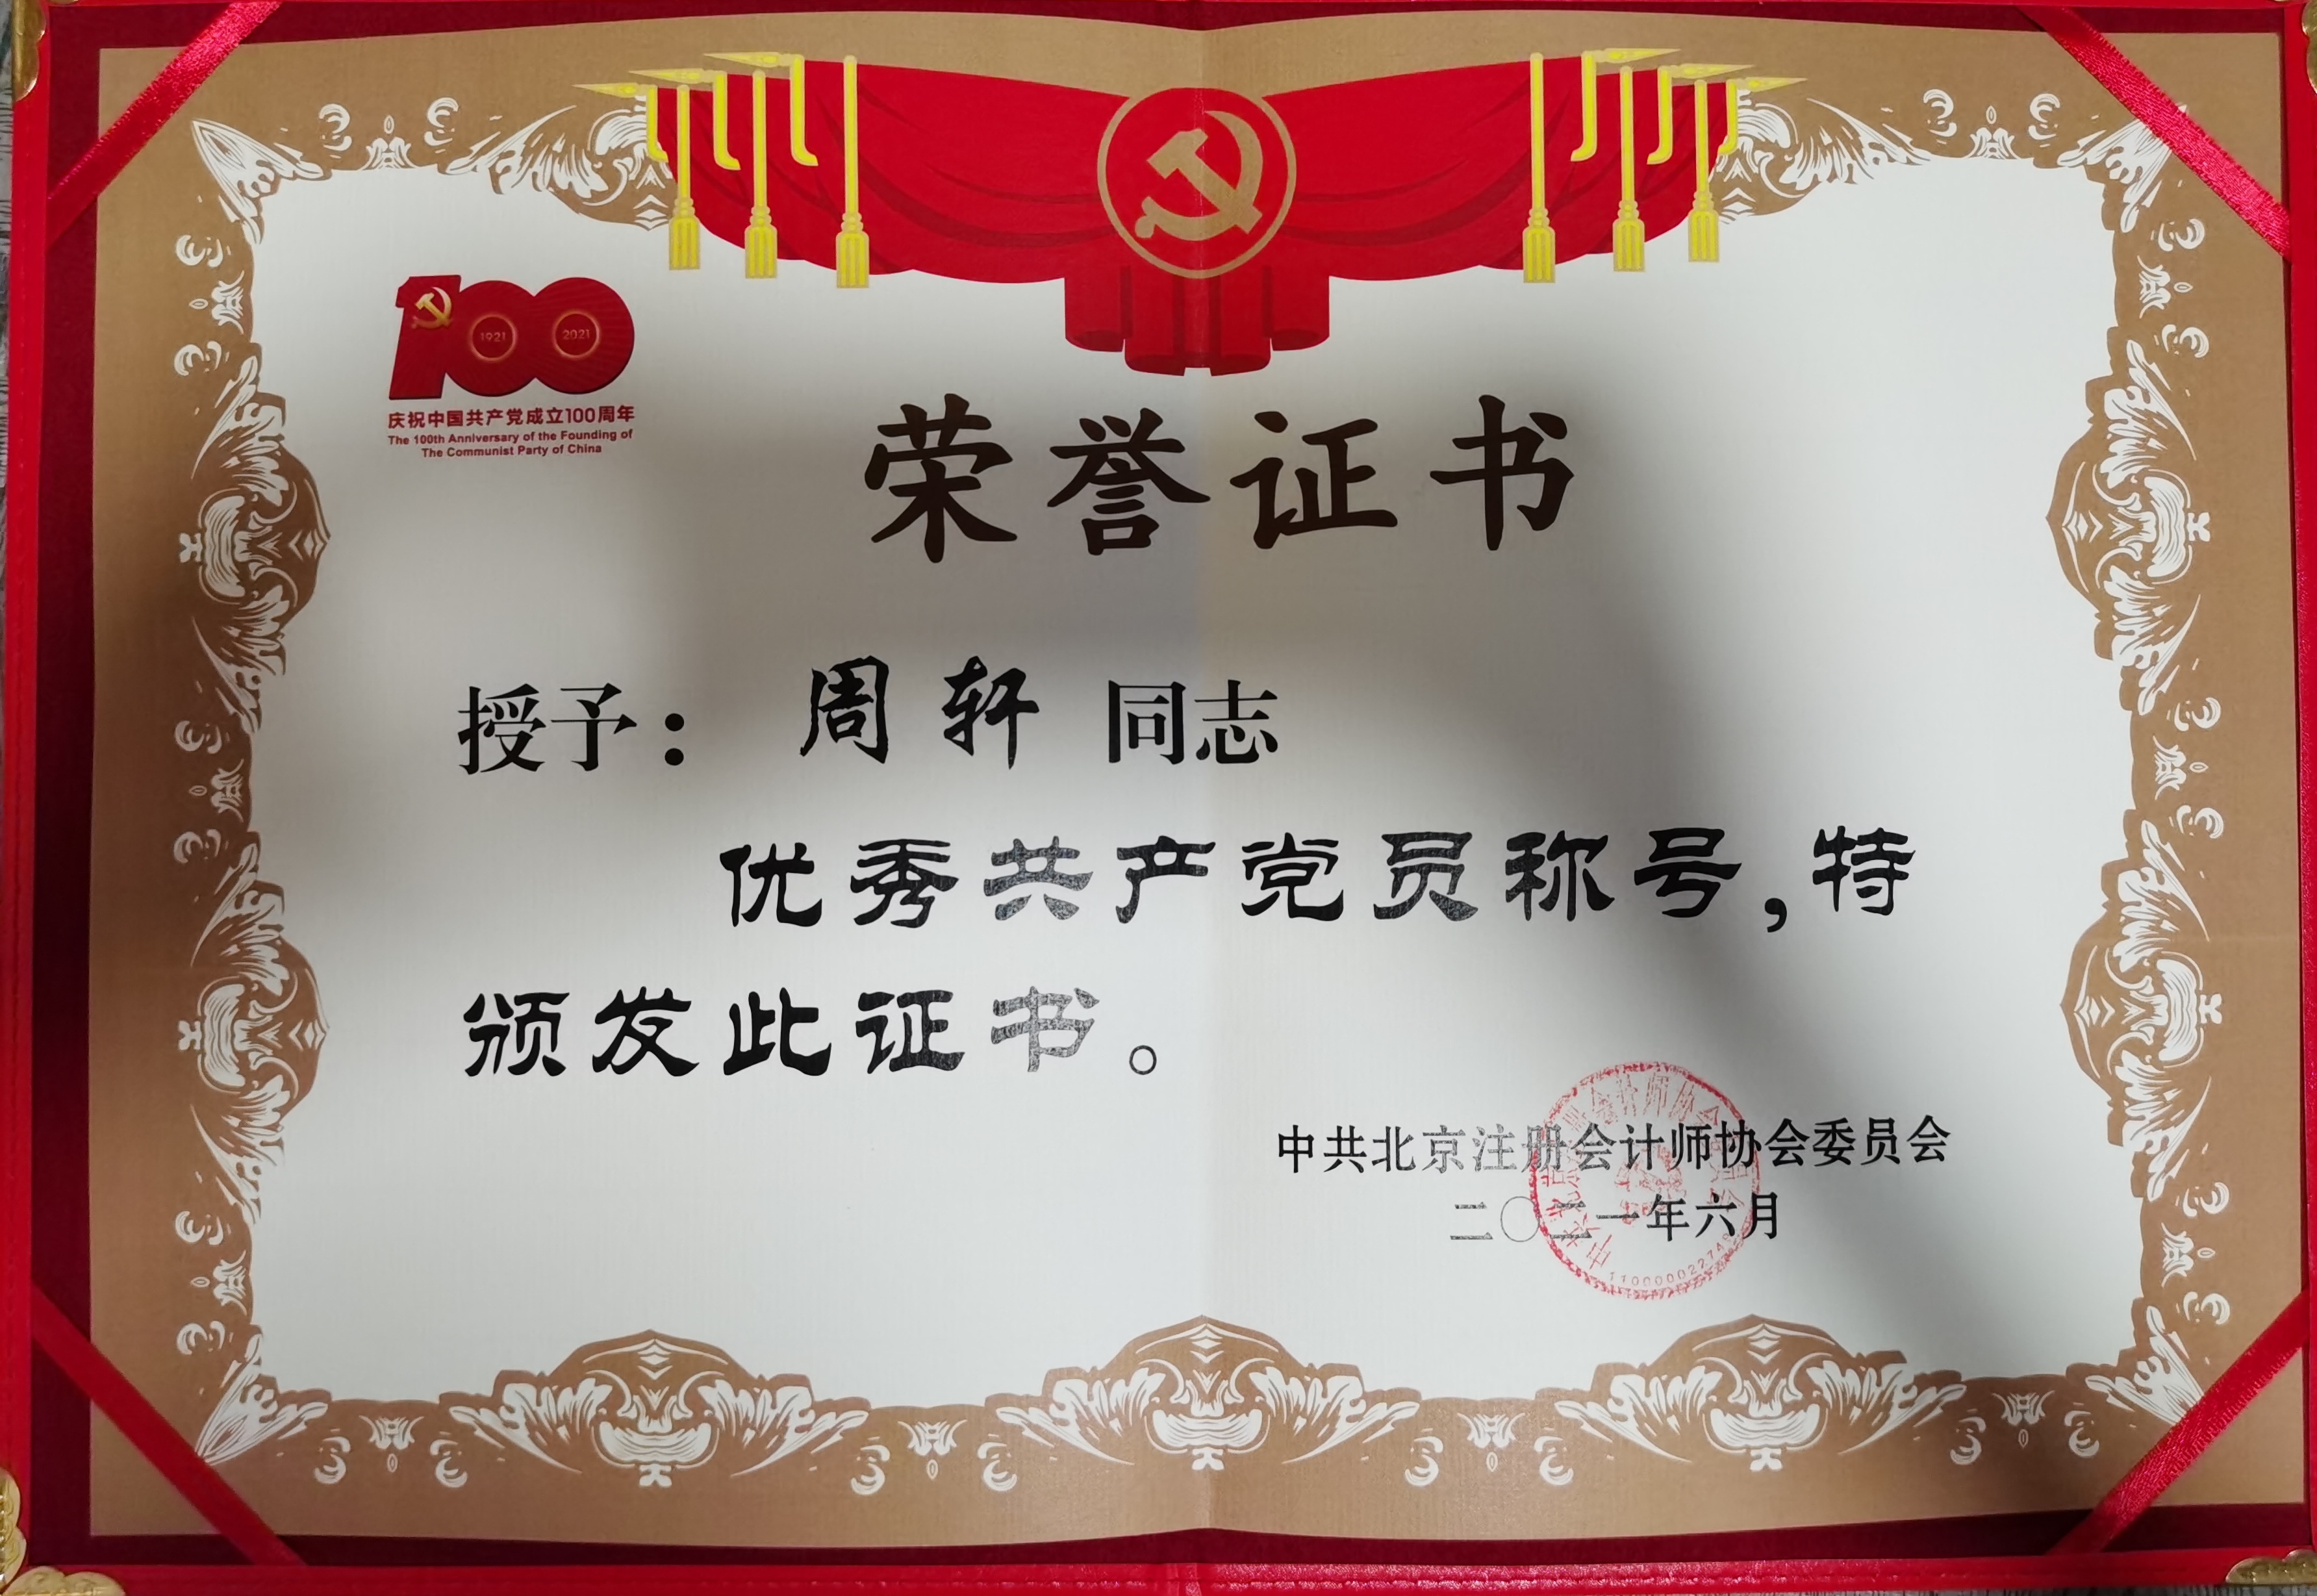 1921
2021
庆祝中国共产党成立100周年
The 100th Anniversary of the Founding of
The Communist Party of China
荣誉证书
授予：周轩同志
优秀共产党员称号，特
颁发此证书。
中共北京注册会计师协会委员会
二〇二一年六月